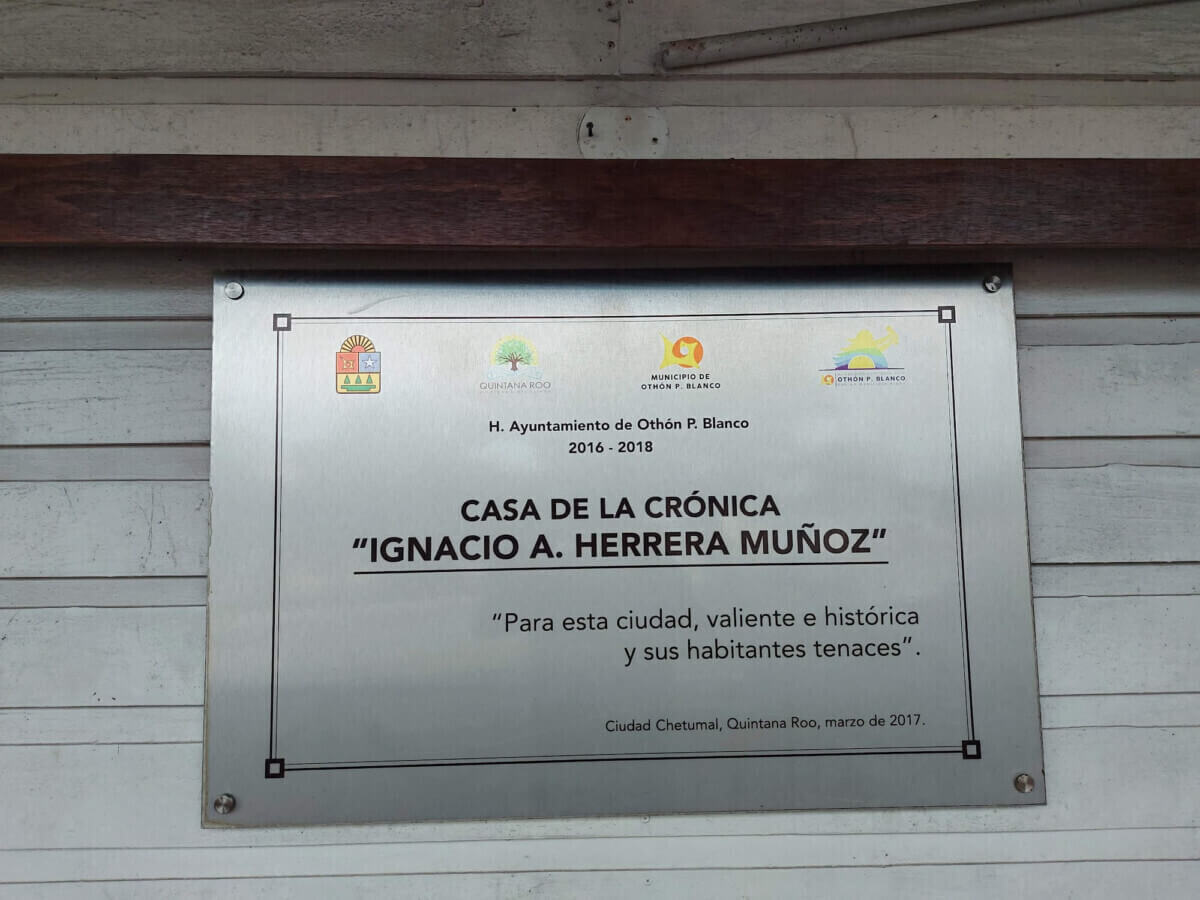 QUINTANA ROO
MUNICIPIO DE
OTHÓN P. BLANCO
OTHÓN P. BLANCO
H. Ayuntamiento de Othón P. Blanco
2016 - 2018
CASA DE LA CRÓNICA
“IGNACIO A. HERRERA MUÑOZ”
“Para esta ciudad, valiente e histórica
y sus habitantes tenaces”.
Ciudad Chetumal, Quintana Roo, marzo de 2017.